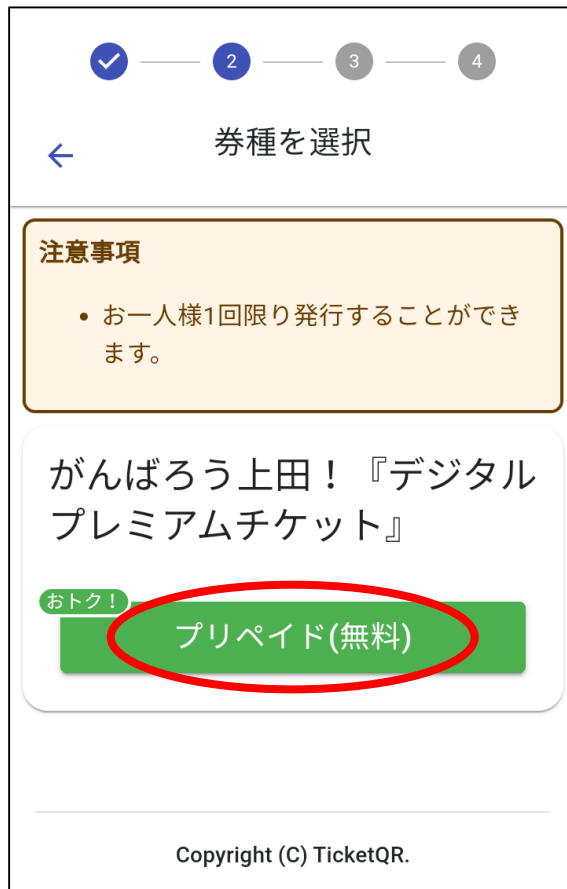 2
3
4
←
券種を選択
注意事項
• お一人様1回限り発行することができ
ます。
がんばろう上田！『デジタル
プレミアムチケット』
おトク！
プリペイド(無料)
Copyright (C) TicketQR.